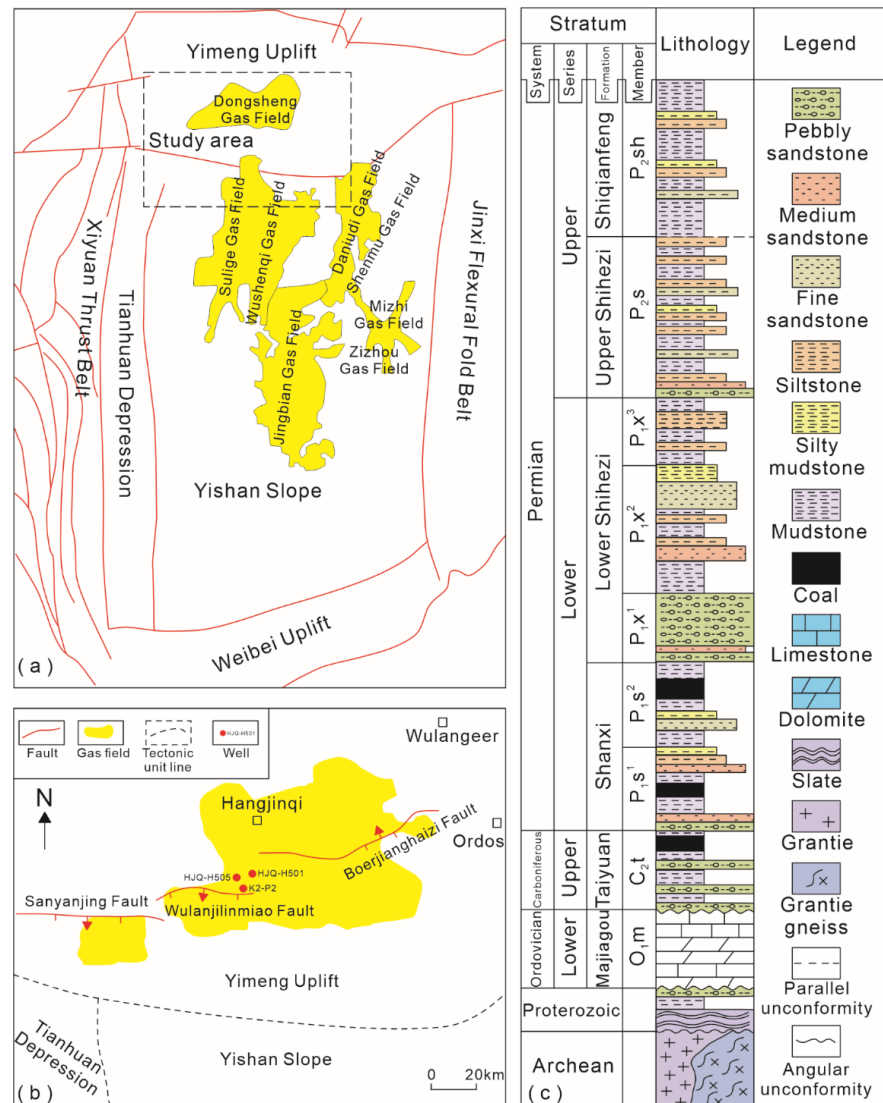 Yimeng Uplift
Dongsheng
Gas Field
Study area
Xiyuan Thrust Belt
Tianhuan Depression
Sulige Gas Field
Wushenqi Gas Field
Daniudi Gas Field
Shenmu Gas Field
Jingbian Gas Field
Mizhi
Gas Field
Zizhou
Gas Field
Jinxi Flexural Fold Belt
Yishan Slope
Weibei Uplift
( a )
Fault
Gas field
Tectonic
unit line
HJQ-H501
Well
Wulangeer
N
Hangjinqi
Ordos
Boerjianghaizi Fault
HJQ-H505
HJQ-H501
K2-P2
Sanyanjing Fault
Wulanjilinmiao Fault
Yimeng Uplift
Tianhuan
Depression
Yishan Slope
( b )
0 20km
Stratum
Lithology
Legend
System
Series
Formation
Member
Permian
Upper
Shiqianfeng
P₂sh
Upper Shihezi
P₂s
Lower
Lower Shihezi
P₁x³
P₁x²
P₁x¹
Shanxi
P₁s²
P₁s¹
Carboniferous
Upper
Taiyuan
C₂t
Ordovician
Lower
Majiagou
O₁m
Proterozoic
Archean
( c )
Pebbly
sandstone
Medium
sandstone
Fine
sandstone
Siltstone
Silty
mudstone
Mudstone
Coal
Limestone
Dolomite
Slate
Grantie
Grantie
gneiss
Parallel
unconformity
Angular
unconformity